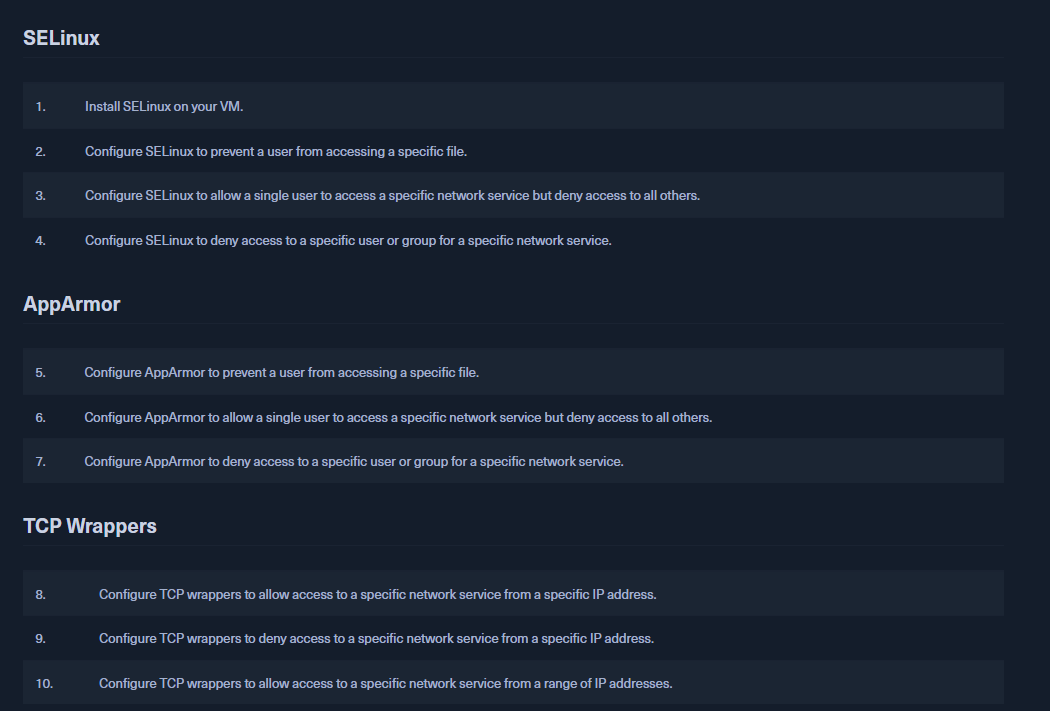 SELinux
1. Install SELinux on your VM.
2. Configure SELinux to prevent a user from accessing a specific file.
3. Configure SELinux to allow a single user to access a specific network service but deny access to all others.
4. Configure SELinux to deny access to a specific user or group for a specific network service.
AppArmor
5. Configure AppArmor to prevent a user from accessing a specific file.
6. Configure AppArmor to allow a single user to access a specific network service but deny access to all others.
7. Configure AppArmor to deny access to a specific user or group for a specific network service.
TCP Wrappers
8. Configure TCP wrappers to allow access to a specific network service from a specific IP address.
9. Configure TCP wrappers to deny access to a specific network service from a specific IP address.
10. Configure TCP wrappers to allow access to a specific network service from a range of IP addresses.